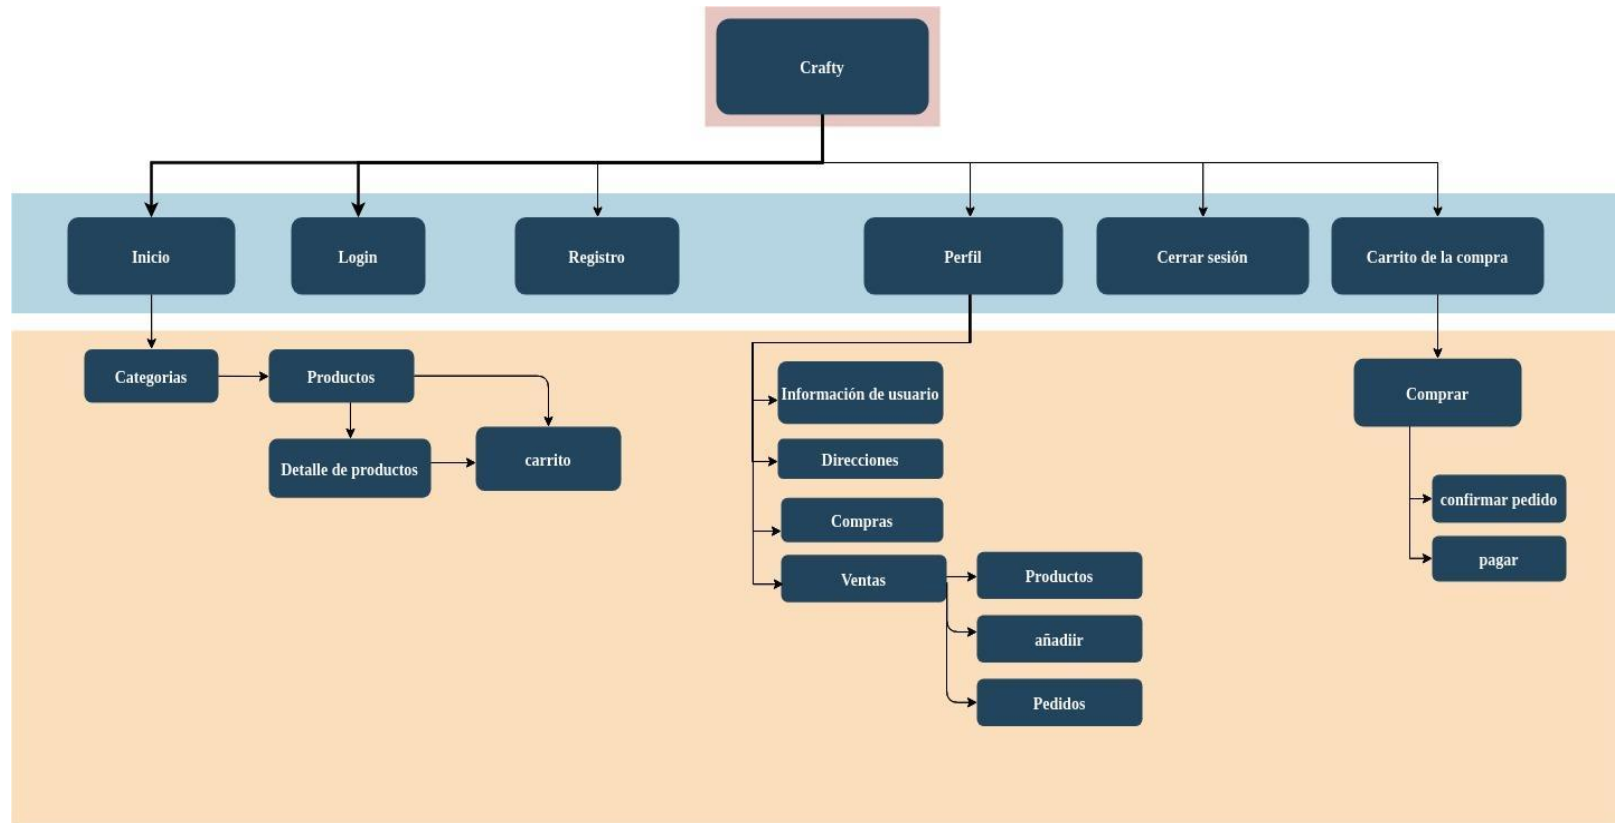 Crafty
Inicio
Login
Registro
Perfil
Cerrar sesión
Carrito de la compra
Categorias
Productos
Detalle de productos
carrito
Información de usuario
Direcciones
Compras
Ventas
Productos
añadiir
Pedidos
Comprar
confirmar pedido
pagar